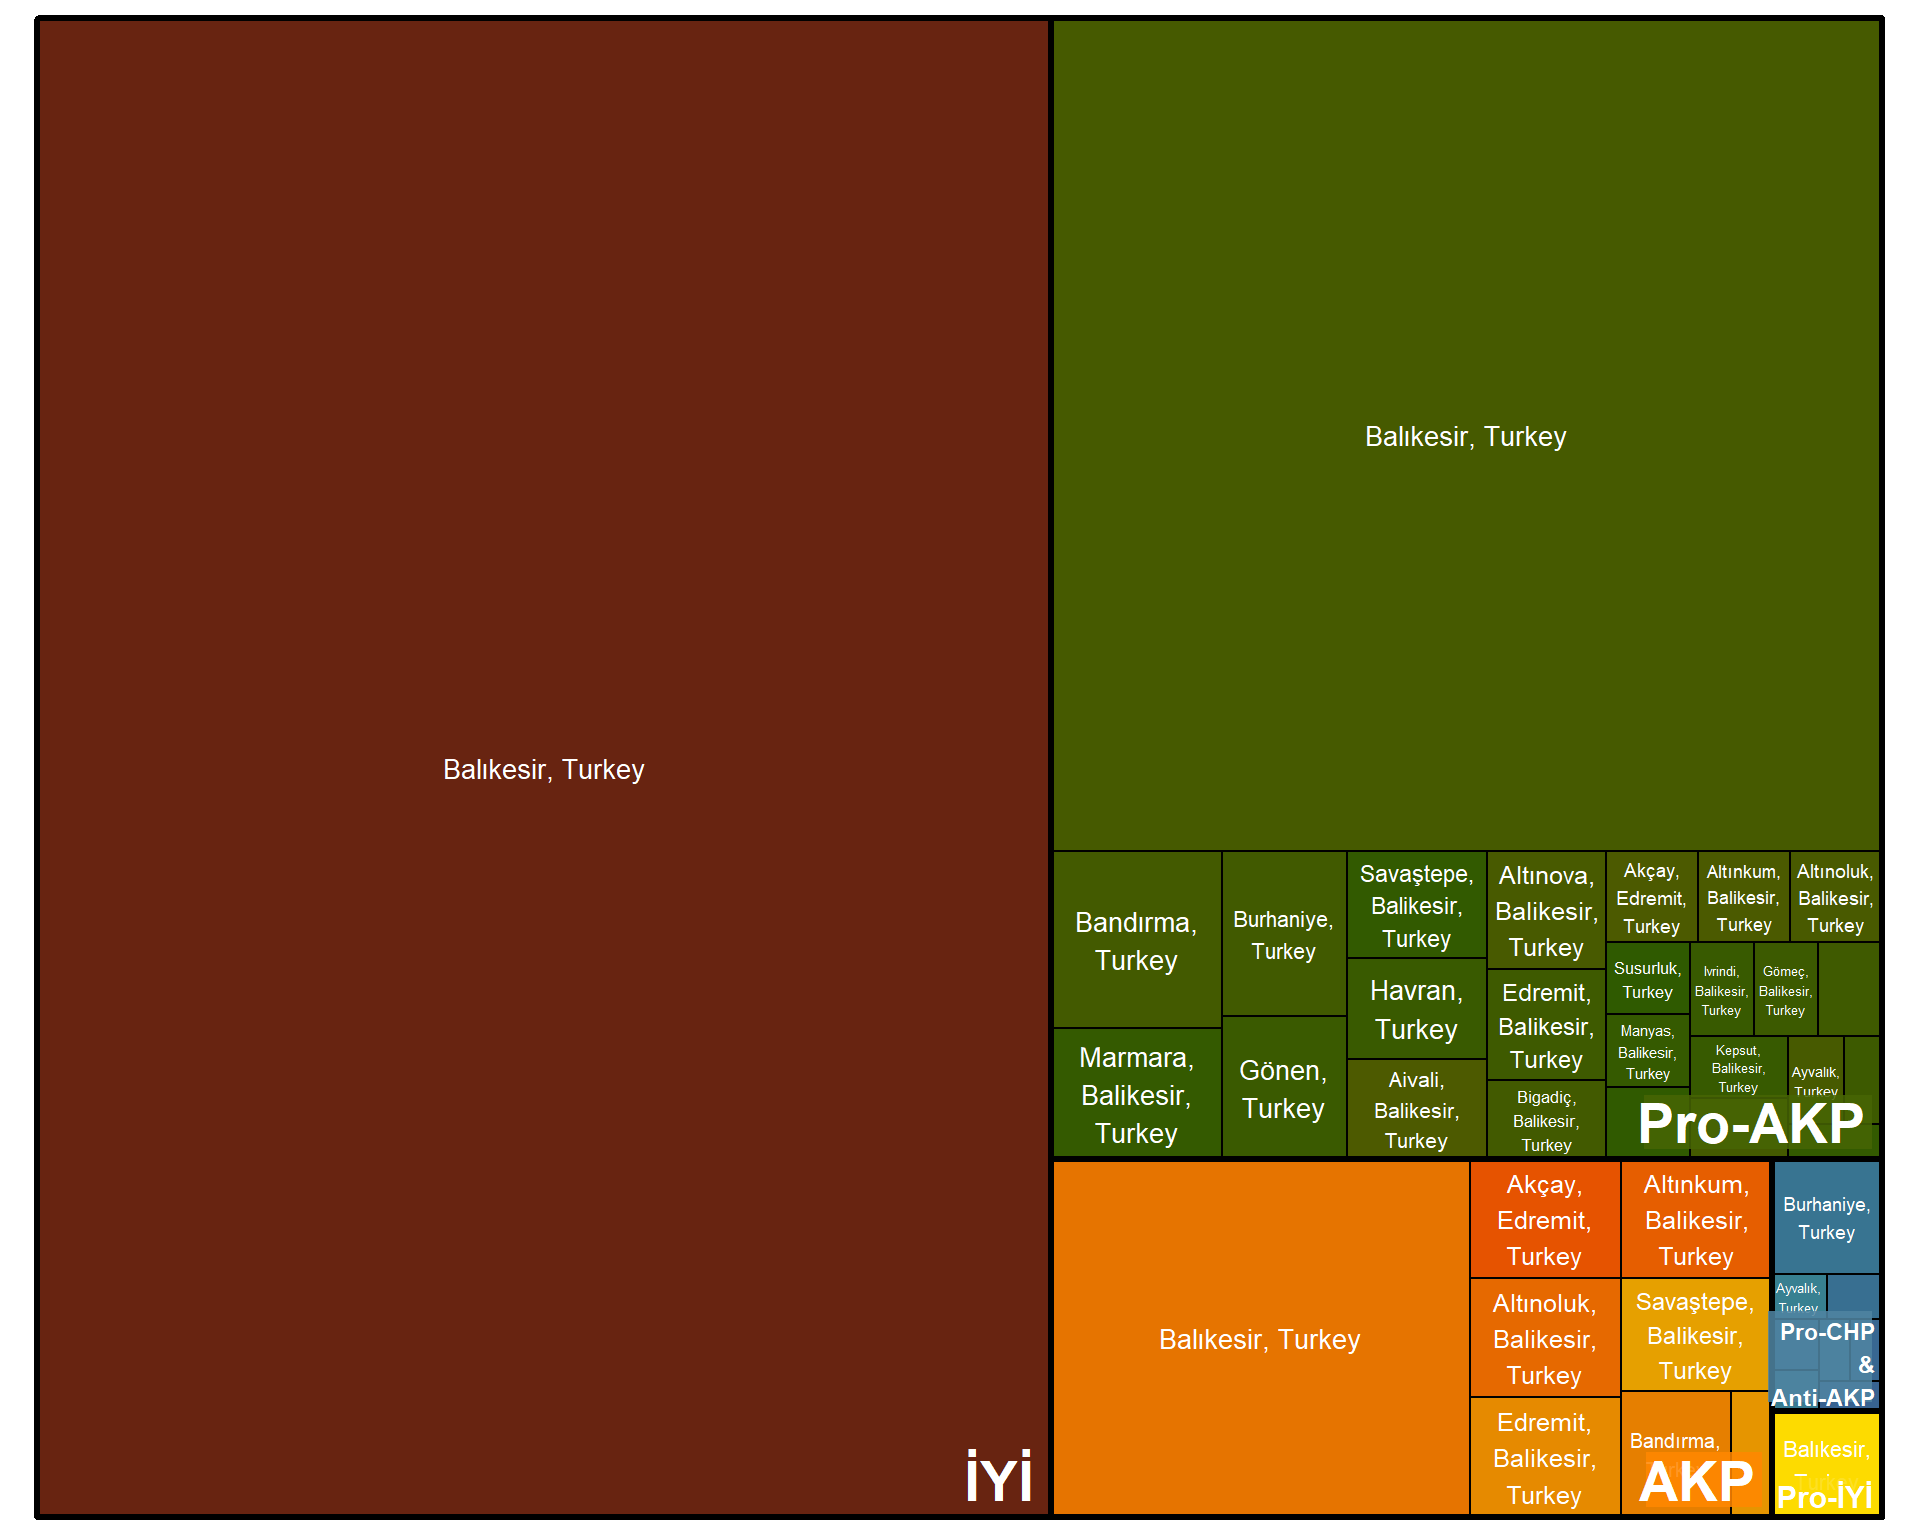 Balıkesir, Turkey
İYİ
Balıkesir, Turkey
Bandırma,
Turkey
Marmara,
Balikesir,
Turkey
Burhaniye,
Turkey
Gönen,
Turkey
Savaştepe,
Balikesir,
Turkey
Havran,
Turkey
Aivali,
Balikesir,
Turkey
Altınova,
Balikesir,
Turkey
Edremit,
Balikesir,
Turkey
Bigadiç,
Balikesir,
Turkey
Akçay,
Edremit,
Turkey
Altınkum,
Balikesir,
Turkey
Altınoluk,
Balikesir,
Turkey
Susurluk,
Turkey
Manyas,
Balikesir,
Turkey
Ivrindi,
Balikesir,
Turkey
Gömeç,
Balikesir,
Turkey
Kepsut,
Balikesir,
Turkey
Ayvalık,
Turkey
Pro-AKP
Balıkesir, Turkey
Akçay,
Edremit,
Turkey
Altınoluk,
Balikesir,
Turkey
Edremit,
Balikesir,
Turkey
Altınkum,
Balikesir,
Turkey
Savaştepe,
Balikesir,
Turkey
Bandırma,
AKP
Burhaniye,
Turkey
Ayvalık,
Turkey
Pro-CHP
&
Anti-AKP
Balıkesir,
Pro-İYİ